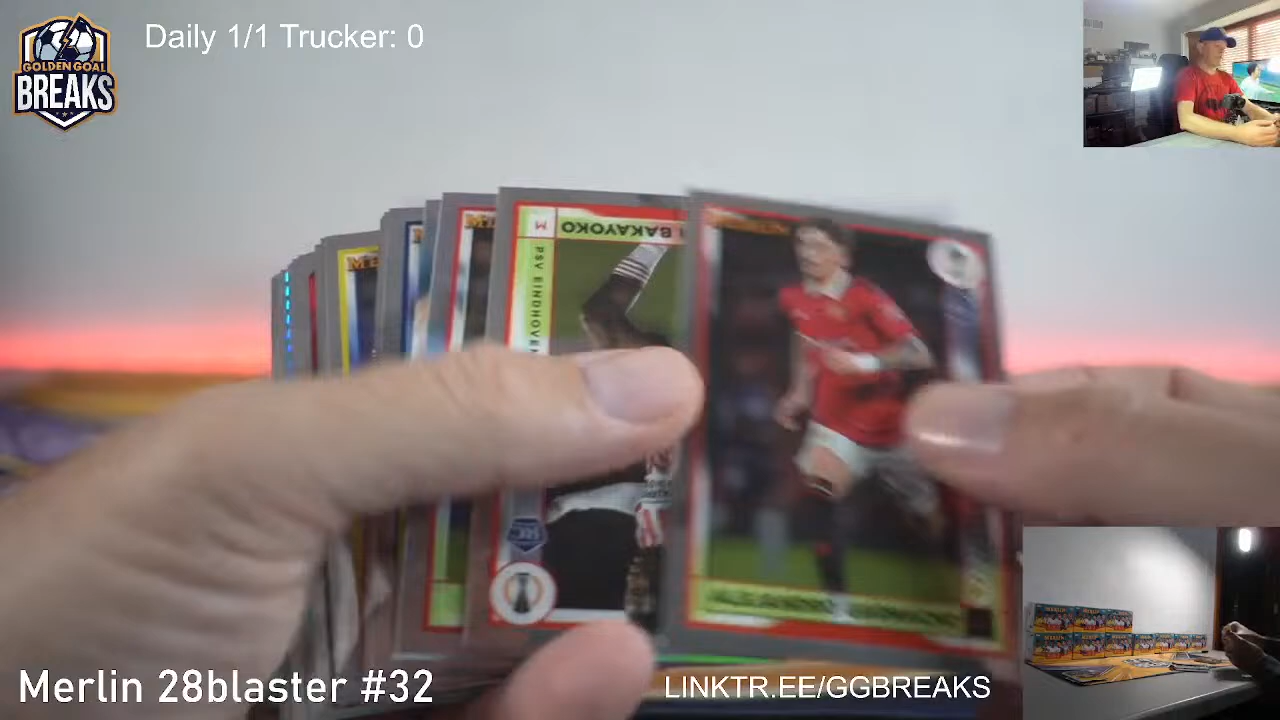 Daily 1/1 Trucker: 0
GOLDEN GOAL
BREAKS
BAKAYOKO
M
PSV EINDHOVEN
Merlin 28blaster #32
LINKTR.EE/GGBREAKS